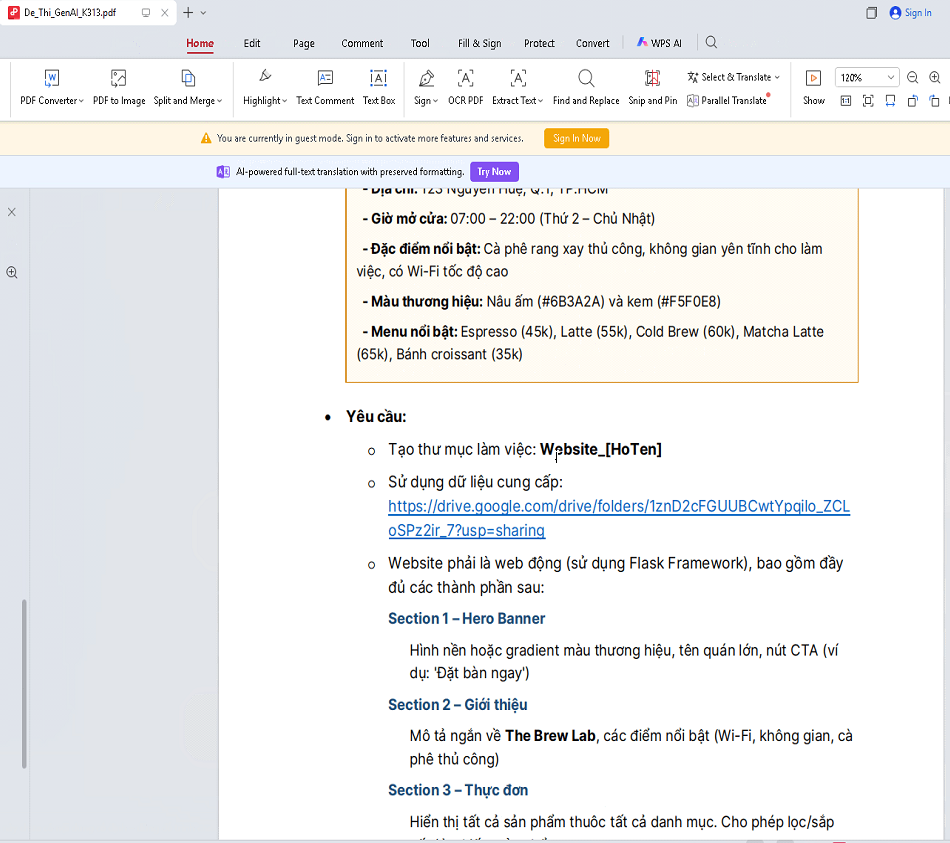 De_Thi_GenAI_K313.pdf
Sign In
Home Edit Page Comment Tool Fill & Sign Protect Convert WPS AI
Select & Translate 120%
PDF Converter PDF to Image Split and Merge Highlight Text Comment Text Box Sign OCR PDF Extract Text Find and Replace Snip and Pin Parallel Translate Show
You are currently in guest mode. Sign in to activate more features and services. Sign In Now
AI-powered full-text translation with preserved formatting. Try Now
- Địa chỉ: 123 Nguyễn Huệ, Q.1, TP.HCM
- Giờ mở cửa: 07:00 – 22:00 (Thứ 2 – Chủ Nhật)
- Đặc điểm nổi bật: Cà phê rang xay thủ công, không gian yên tĩnh cho làm
việc, có Wi-Fi tốc độ cao
- Màu thương hiệu: Nâu ấm (#6B3A2A) và kem (#F5F0E8)
- Menu nổi bật: Espresso (45k), Latte (55k), Cold Brew (60k), Matcha Latte
(65k), Bánh croissant (35k)
• Yêu cầu:
o Tạo thư mục làm việc: Website_[HoTen]
o Sử dụng dữ liệu cung cấp:
https://drive.google.com/drive/folders/1znD2cFGUUBCwtYpqilo_ZCL
oSPz2ir_7?usp=sharing
o Website phải là web động (sử dụng Flask Framework), bao gồm đầy
đủ các thành phần sau:
Section 1 – Hero Banner
Hình nền hoặc gradient màu thương hiệu, tên quán lớn, nút CTA (ví
dụ: 'Đặt bàn ngay')
Section 2 – Giới thiệu
Mô tả ngắn về The Brew Lab, các điểm nổi bật (Wi-Fi, không gian, cà
phê thủ công)
Section 3 – Thực đơn
Hiển thị tất cả sản phẩm thuộc tất cả danh mục. Cho phép lọc/sắp